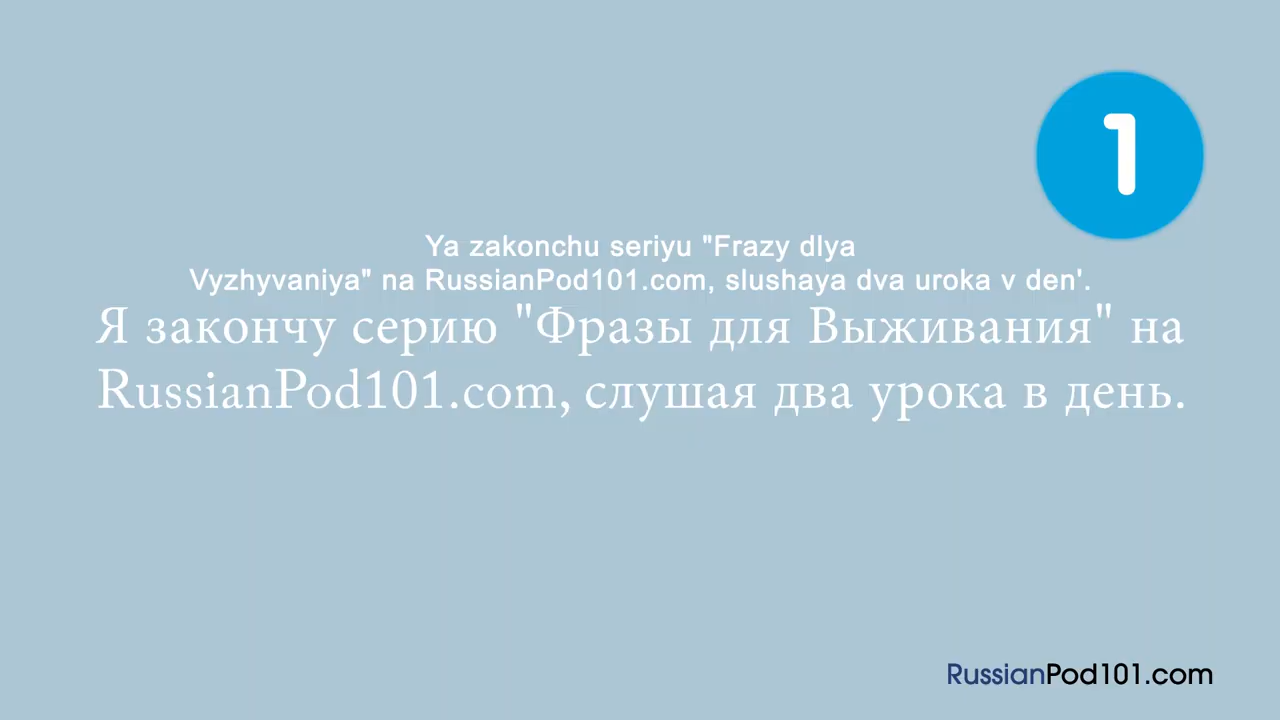 1
Ya zakonchu seriyu "Frazy dlya
Vyzhyvaniya" na RussianPod101.com, slushaya dva uroka v den'.
Я закончу серию "Фразы для Выживания" на
RussianPod101.com, слушая два урока в день.
RussianPod101.com